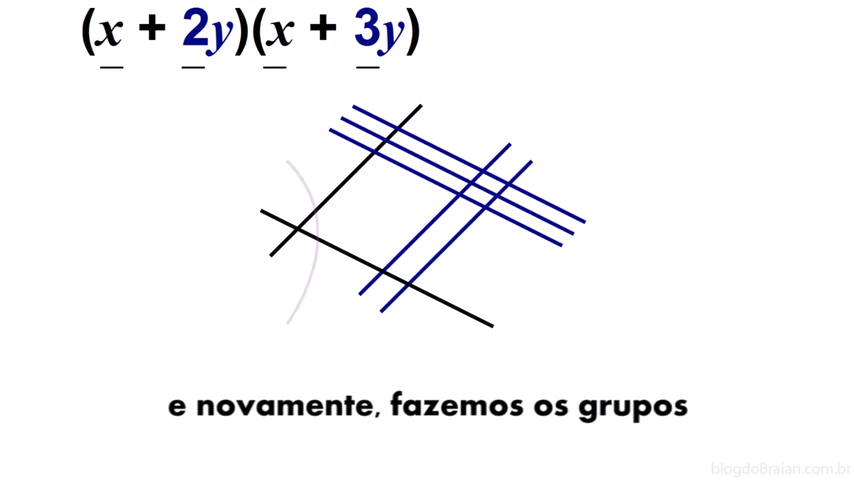 (x + 2y)(x + 3y)
e novamente, fazemos os grupos
blogdoBraian.com.br